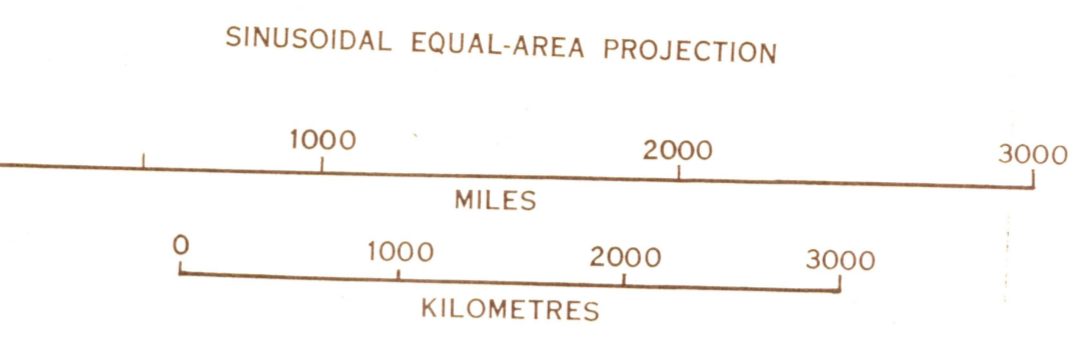 SINUSOIDAL EQUAL-AREA PROJECTION
1000 2000 3000
MILES
0 1000 2000 3000
KILOMETRES